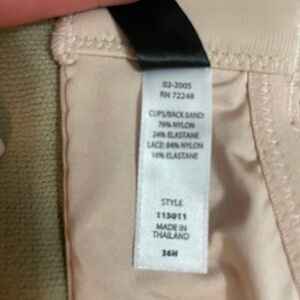 02-2005
RN 72248
CUPS/BACK BAND:
76% NYLON
24% ELASTANE
LACE: 84% NYLON
16% ELASTANE
STYLE
115011
MADE IN
THAILAND
36H